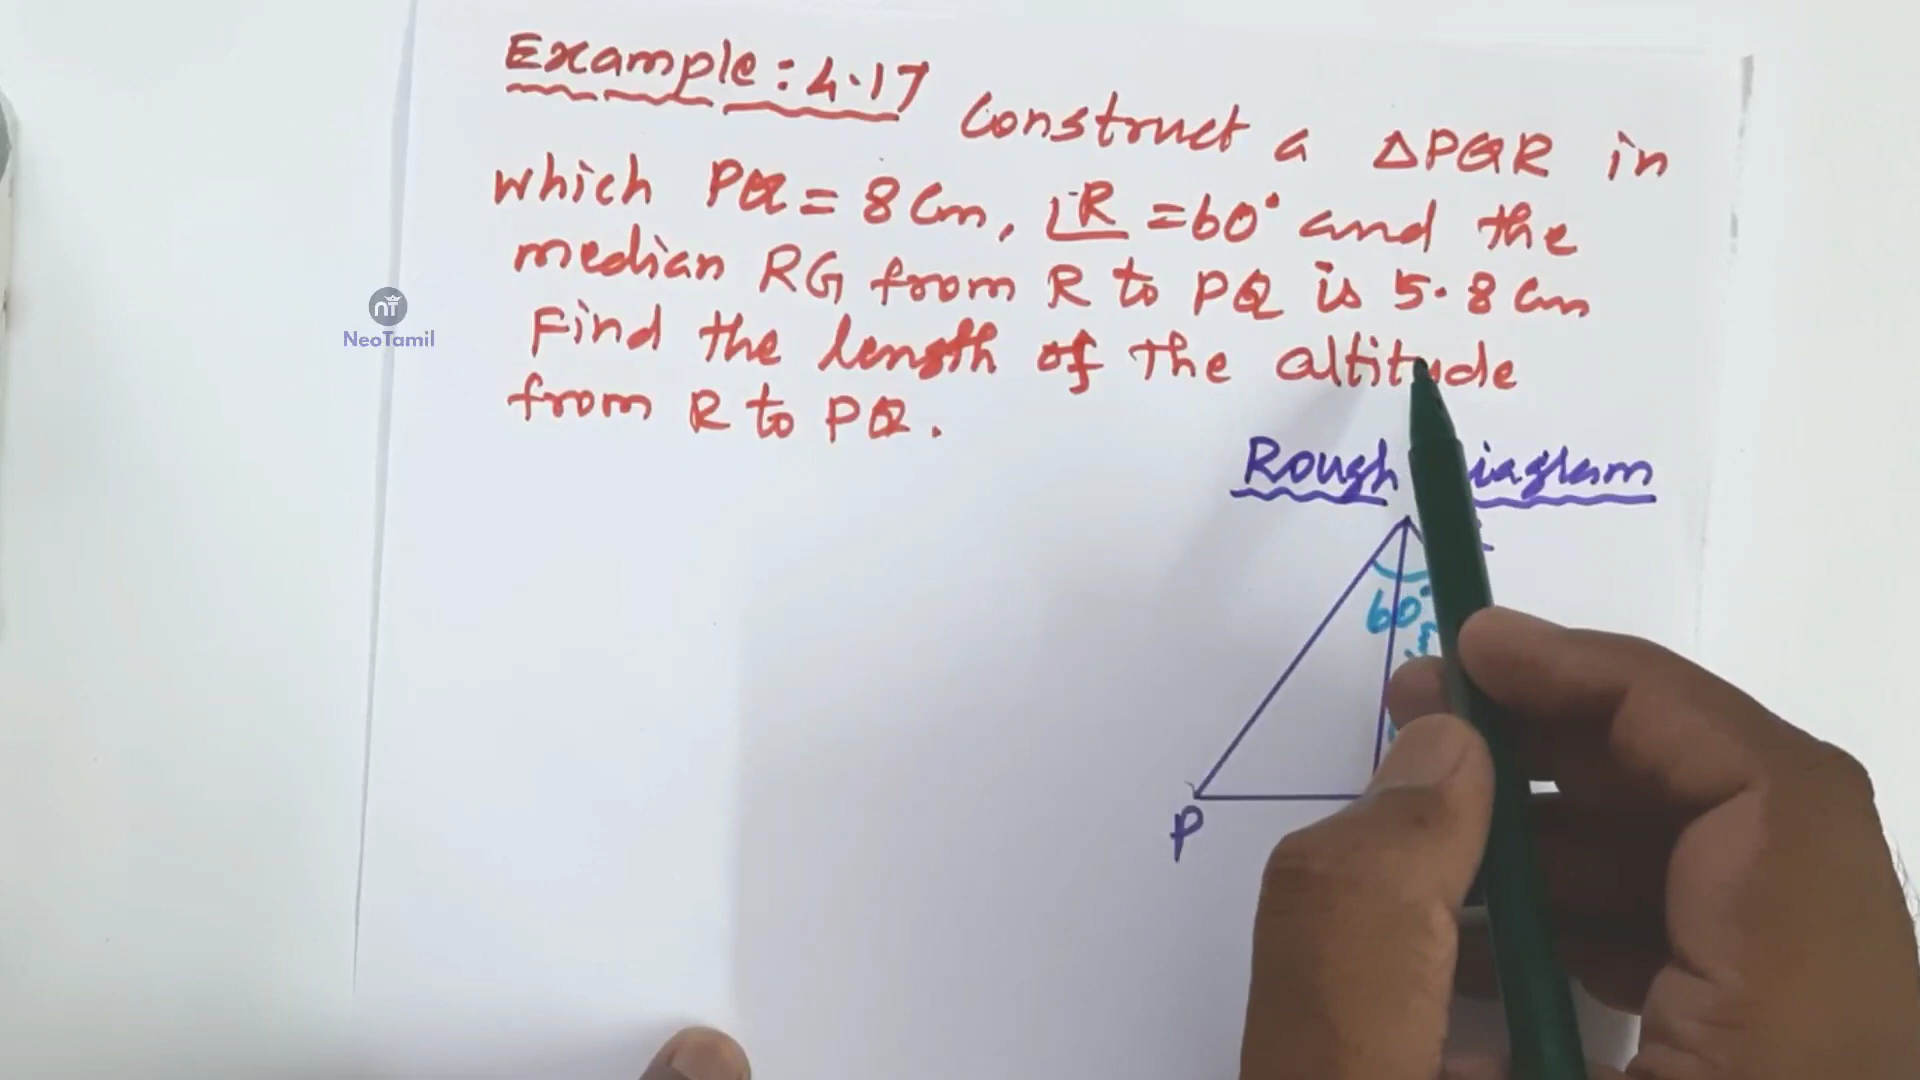 Example: 4.17 Construct a △PQR in
which PQ = 8 cm, ∠R = 60° and the
median RG from R to PQ is 5.8 cm
Find the length of the altitude
from R to PQ.
NeoTamil
Rough
60°
P